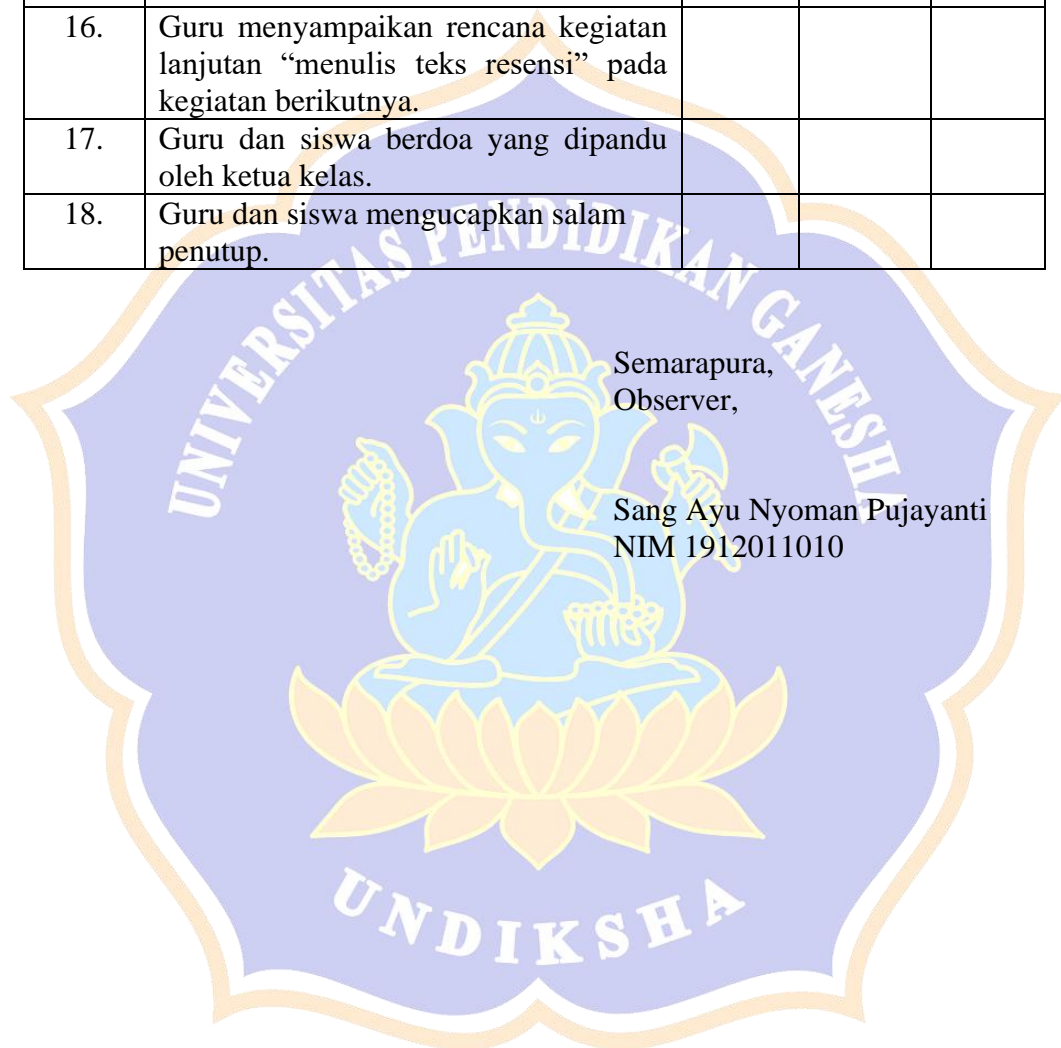 16. Guru menyampaikan rencana kegiatan
lanjutan “menulis teks resensi” pada
kegiatan berikutnya.
17. Guru dan siswa berdoa yang dipandu
oleh ketua kelas.
18. Guru dan siswa mengucapkan salam
penutup.
UNIVERSITAS PENDIDIKAN GANESHA
Semarapura,
Observer,
Sang Ayu Nyoman Pujayanti
NIM 1912011010
UNDIKSHA